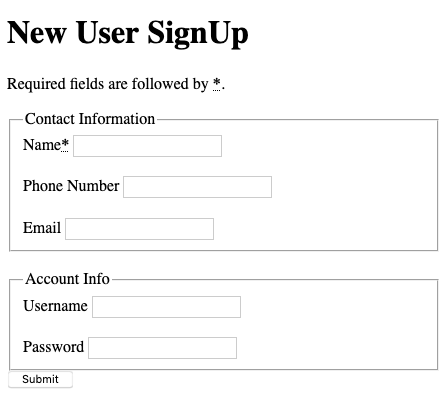 New User SignUp
Required fields are followed by *.
Contact Information
Name*
Phone Number
Email
Account Info
Username
Password
Submit